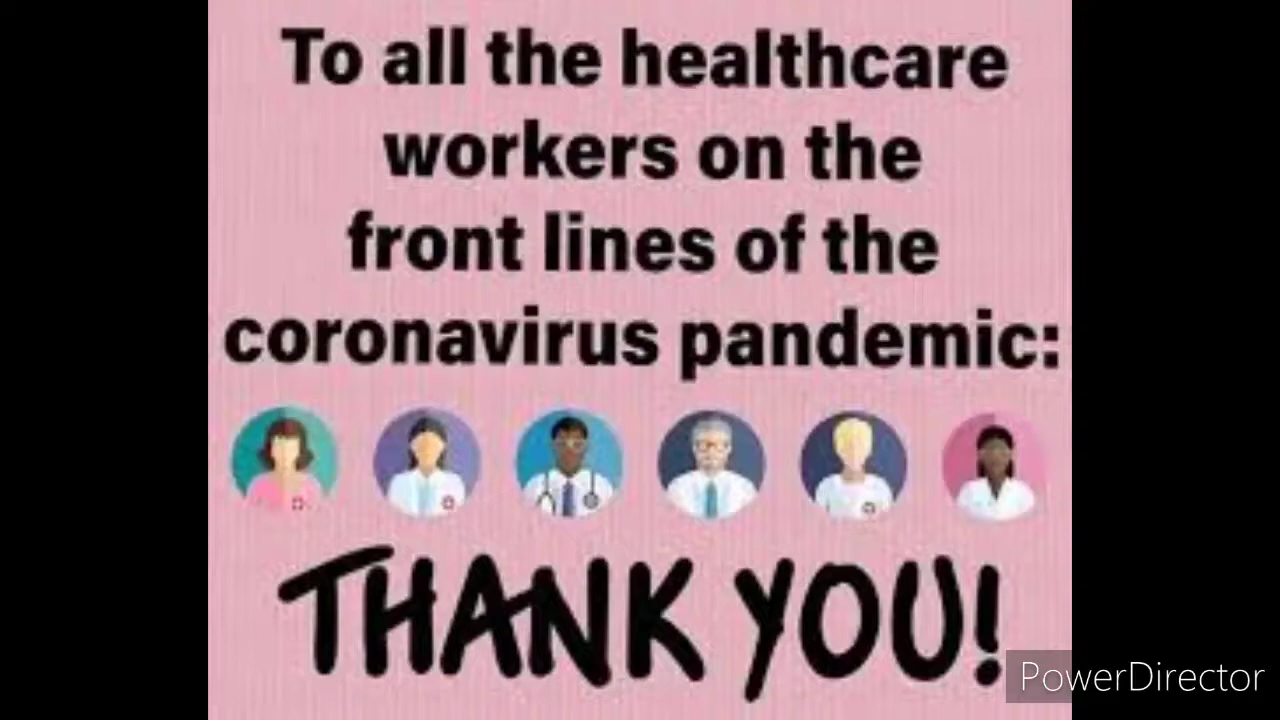 To all the healthcare
workers on the
front lines of the
coronavirus pandemic:
THANK YOU!
PowerDirector